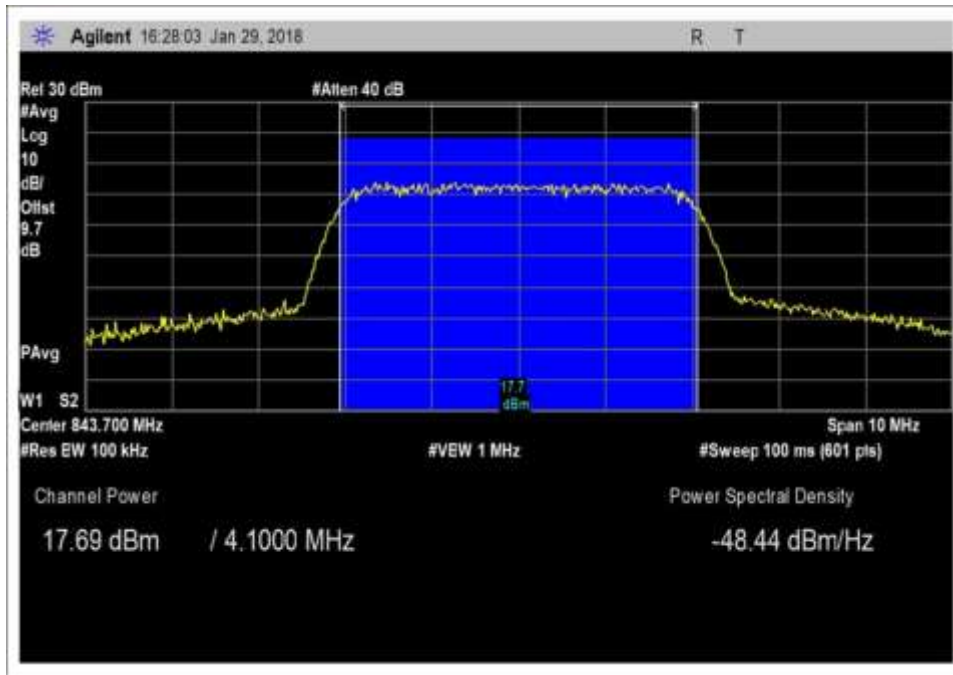 Agilent 16:28:03 Jan 29, 2018 R T
Ref 30 dBm #Atten 40 dB
#Avg
Log
10
dB/
Offst
9.7
dB
17.7
dBm
PAvg
W1 S2
Center 843.700 MHz Span 10 MHz
#Res BW 100 kHz #VBW 1 MHz #Sweep 100 ms (601 pts)
Channel Power Power Spectral Density
17.69 dBm / 4.1000 MHz -48.44 dBm/Hz